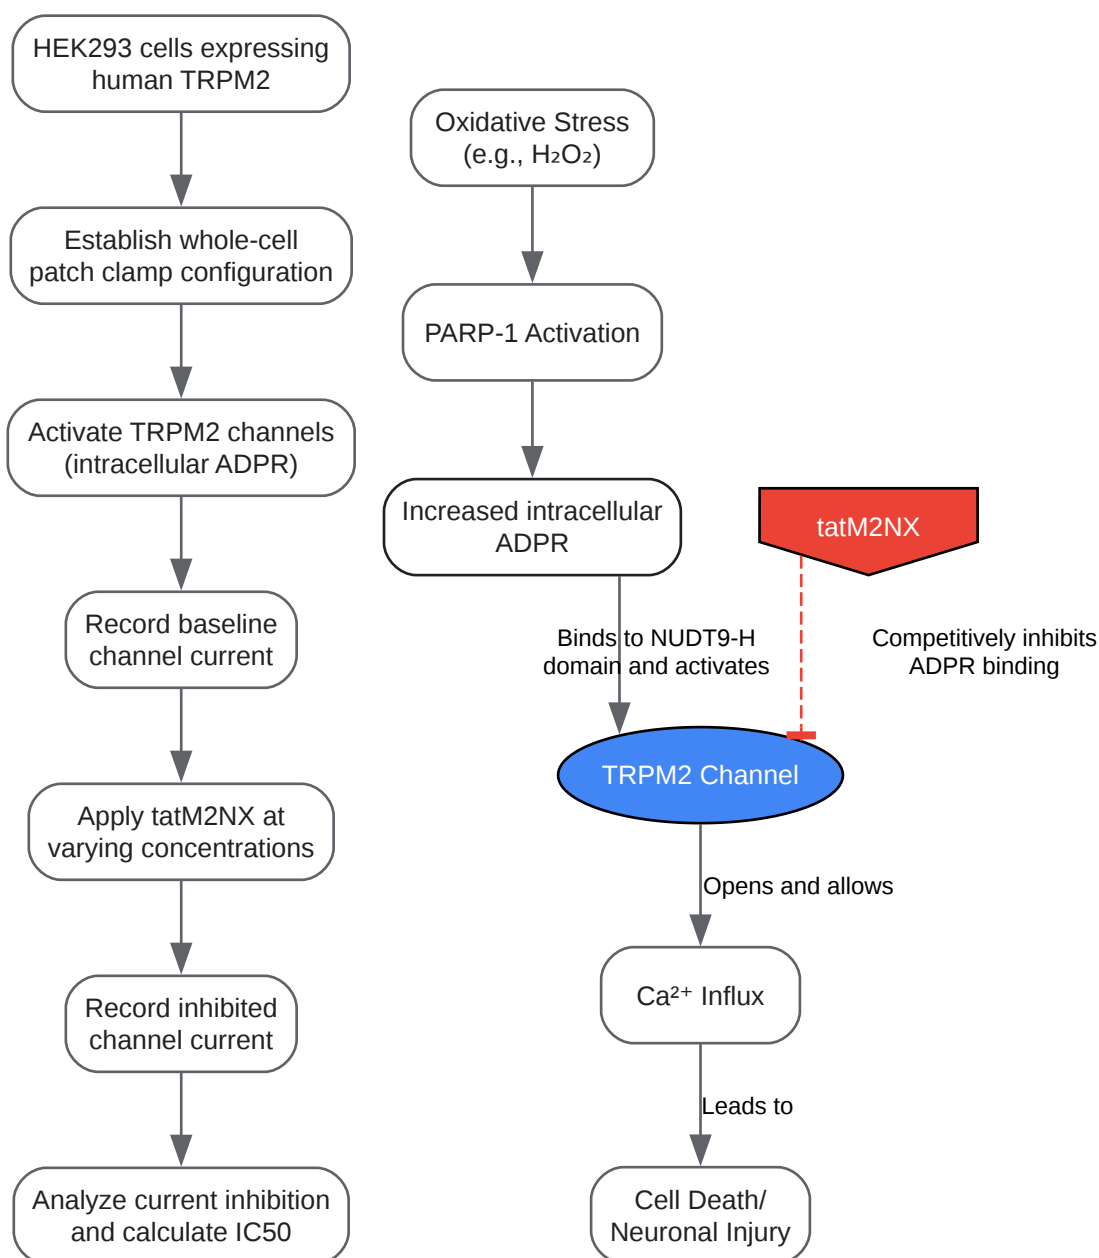 HEK293 cells expressing
human TRPM2
Establish whole-cell
patch clamp configuration
Activate TRPM2 channels
(intracellular ADPR)
Record baseline
channel current
Apply tatM2NX at
varying concentrations
Record inhibited
channel current
Analyze current inhibition
and calculate IC50
Oxidative Stress
(e.g., H₂O₂)
PARP-1 Activation
Increased intracellular
ADPR
tatM2NX
Binds to NUDT9-H
domain and activates
Competitively inhibits
ADPR binding
TRPM2 Channel
Opens and allows
Ca²⁺ Influx
Leads to
Cell Death/
Neuronal Injury